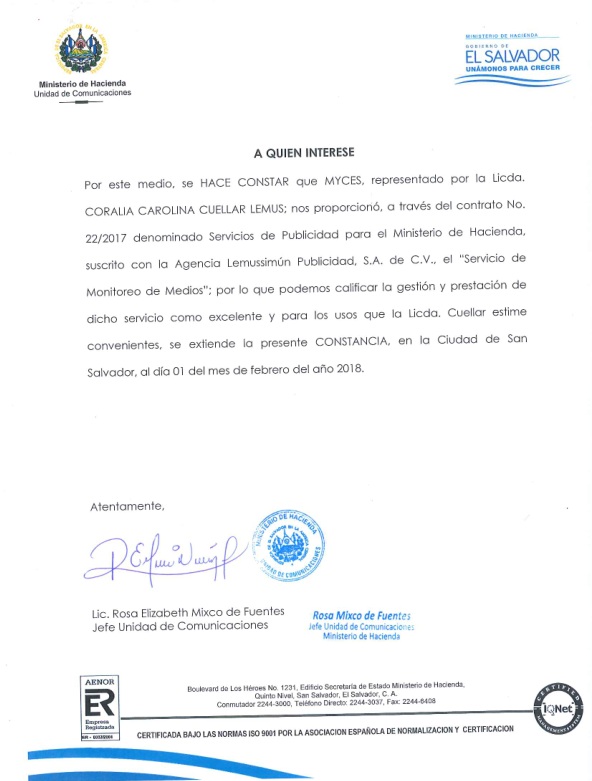 Ministerio de Hacienda
Unidad de Comunicaciones
MINISTERIO DE HACIENDA
GOBIERNO DE
EL SALVADOR
UNÁMONOS PARA CRECER
A QUIEN INTERESE
Por este medio, se HACE CONSTAR que MYCES, representado por la Licda.
CORALIA CAROLINA CUELLAR LEMUS; nos proporcionó, a través del contrato No.
22/2017 denominado Servicios de Publicidad para el Ministerio de Hacienda,
suscrito con la Agencia Lemussimún Publicidad, S.A. de C.V., el "Servicio de
Monitoreo de Medios"; por lo que podemos calificar la gestión y prestación de
dicho servicio como excelente y para los usos que la Licda. Cuellar estime
convenientes, se extiende la presente CONSTANCIA, en la Ciudad de San
Salvador, al día 01 del mes de febrero del año 2018.
Atentamente,
MINISTERIO DE HACIENDA
UNIDAD DE COMUNICACIONES
Lic. Rosa Elizabeth Mixco de Fuentes
Jefe Unidad de Comunicaciones
Rosa Mixco de Fuentes
Jefe Unidad de Comunicaciones
Ministerio de Hacienda
AENOR
ER
Empresa
Registrada
Boulevard de Los Héroes No. 1231, Edificio Secretaría de Estado Ministerio de Hacienda,
Quinto Nivel, San Salvador, El Salvador, C. A.
Conmutador 2244-3000, Teléfono Directo: 2244-3037, Fax: 2244-6408
CERTIFIED
IQNet
MANAGEMENT SYSTEM
CERTIFICADA BAJO LAS NORMAS ISO 9001 POR LA ASOCIACION ESPAÑOLA DE NORMALIZACION Y CERTIFICACION